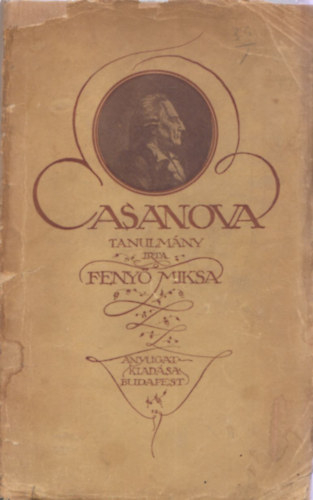 CASANOVA
TANULMÁNY
IRTA
FENYŐ MIKSA
A NYUGAT
KIADÁSA
BUDAPEST